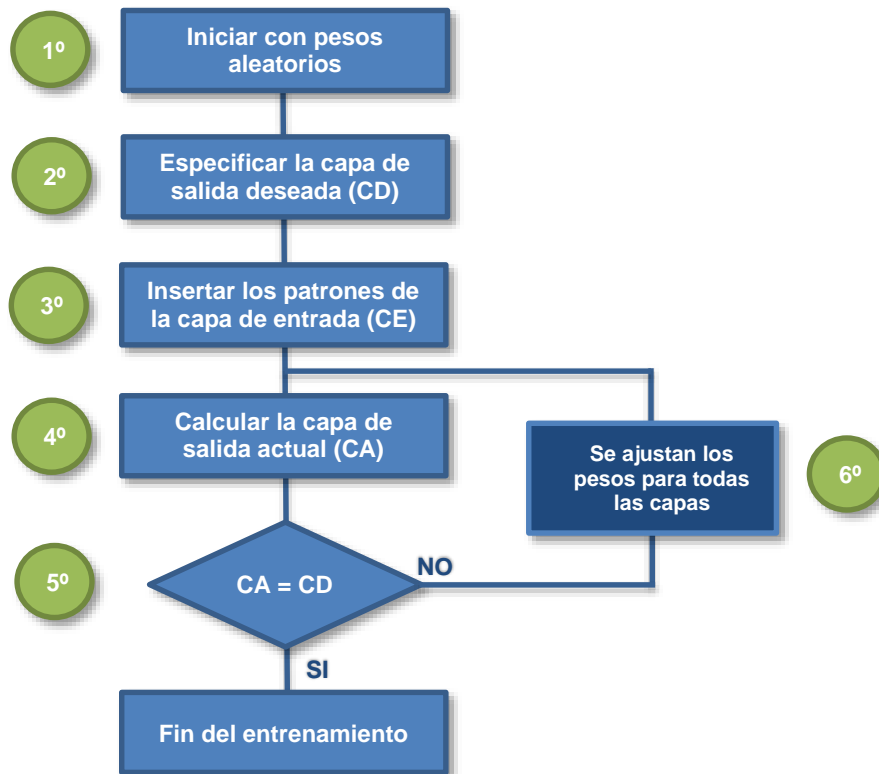 1º
Iniciar con pesos
aleatorios
2º
Especificar la capa de
salida deseada (CD)
3º
Insertar los patrones de
la capa de entrada (CE)
4º
Calcular la capa de
salida actual (CA)
5º
CA = CD
NO
Se ajustan los
pesos para todas
las capas
6º
SI
Fin del entrenamiento